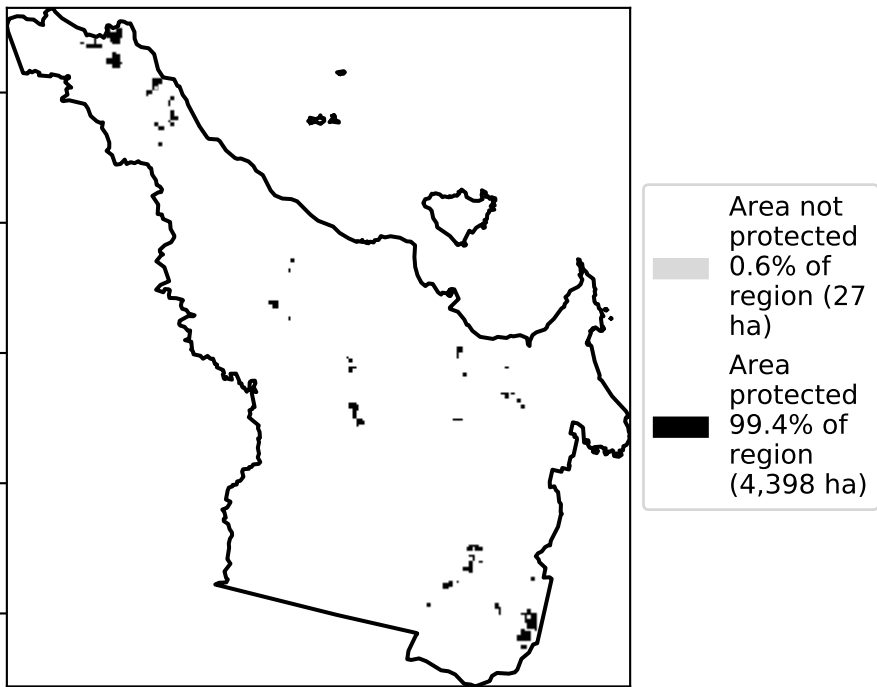 Area not
protected
0.6% of
region (27
ha)
Area
protected
99.4% of
region
(4,398 ha)